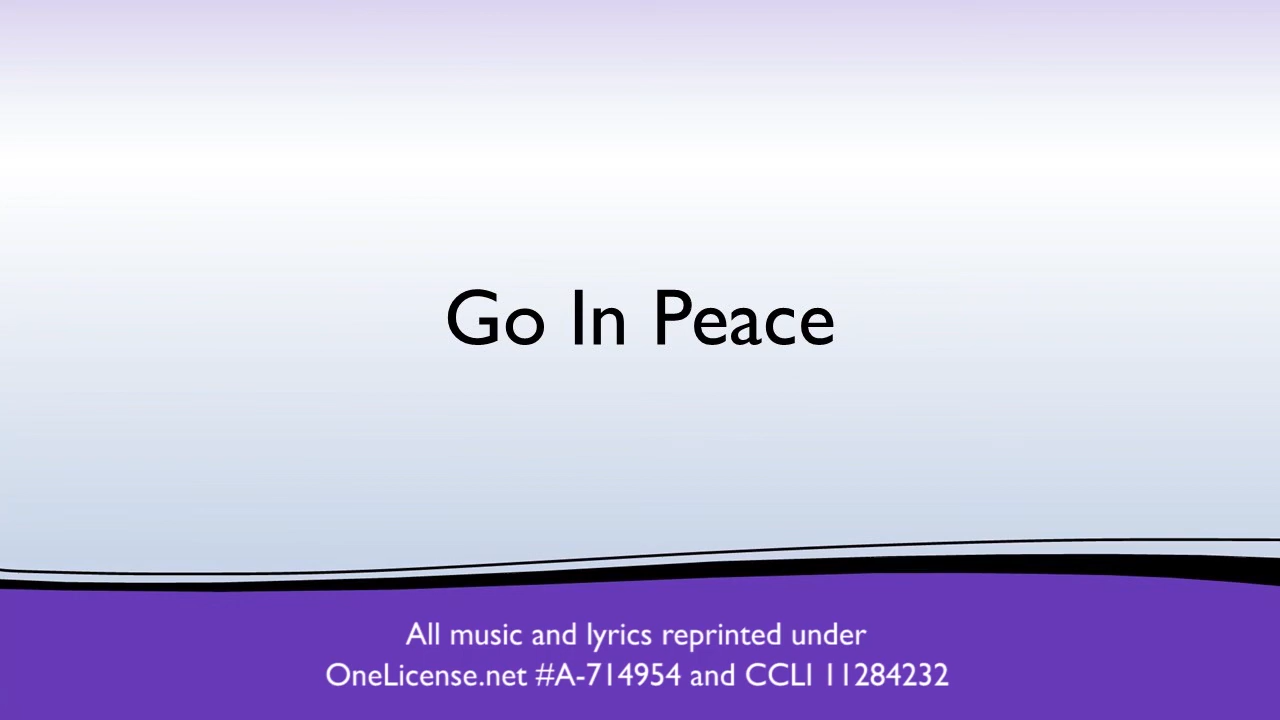 Go In Peace
All music and lyrics reprinted under
OneLicense.net #A-714954 and CCLI 11284232